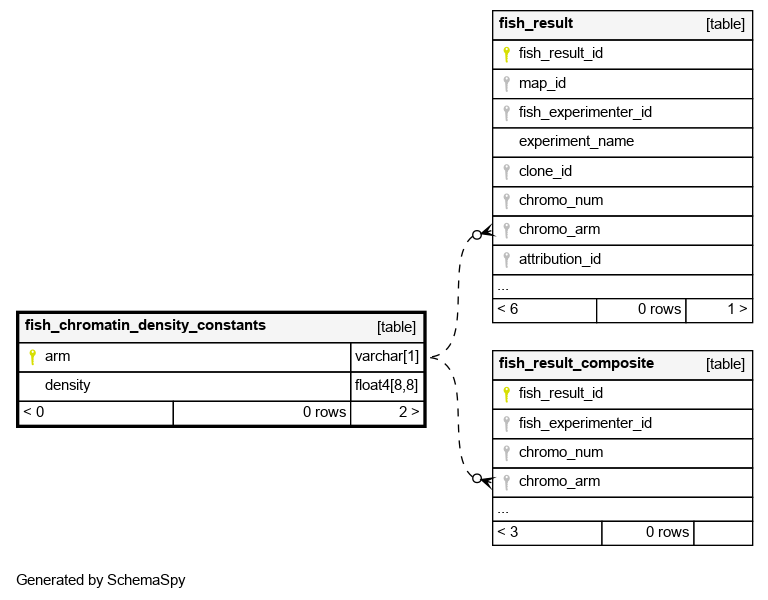 fish_result [table]
fish_result_id
map_id
fish_experimenter_id
experiment_name
clone_id
chromo_num
chromo_arm
attribution_id
...
< 6 0 rows 1 >
fish_chromatin_density_constants [table]
arm varchar[1]
density float4[8,8]
< 0 0 rows 2 >
fish_result_composite [table]
fish_result_id
fish_experimenter_id
chromo_num
chromo_arm
...
< 3 0 rows
Generated by SchemaSpy